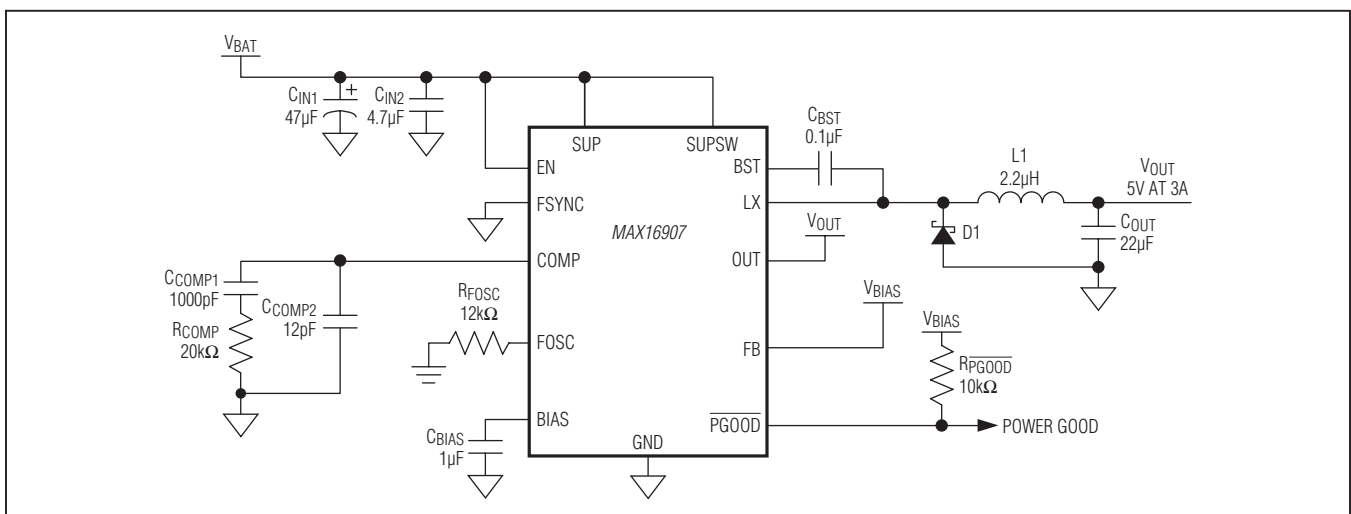 VBAT
CIN1
47µF
+
CIN2
4.7µF
SUP
SUPSW
EN
FSYNC
COMP
FOSC
BIAS
GND
MAX16907
BST
LX
OUT
FB
PGOOD
CBST
0.1µF
L1
2.2µH
VOUT
5V AT 3A
D1
COUT
22µF
VOUT
VBIAS
VBIAS
RPGOOD
10kΩ
POWER GOOD
CCOMP1
1000pF
RCOMP
20kΩ
CCOMP2
12pF
RFOSC
12kΩ
CBIAS
1µF